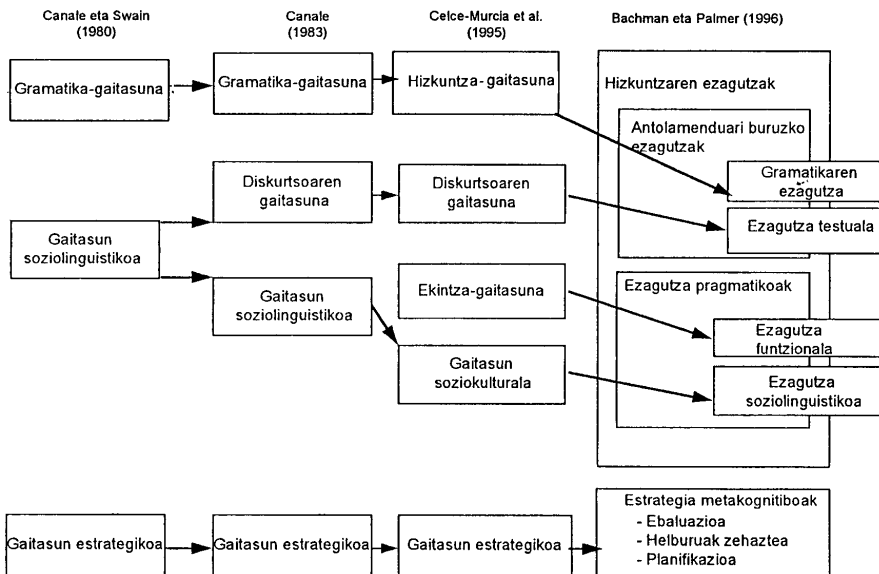 Canale eta Swain
(1980)
Canale
(1983)
Celce-Murcia et al.
(1995)
Bachman eta Palmer (1996)
Gramatika-gaitasuna
Gramatika-gaitasuna
Hizkuntza-gaitasuna
Hizkuntzaren ezagutzak
Antolamenduari buruzko
ezagutzak
Gramatikaren
ezagutza
Diskurtsoaren
gaitasuna
Diskurtsoaren
gaitasuna
Ezagutza testuala
Gaitasun
soziolinguistikoa
Gaitasun
soziolinguistikoa
Ekintza-gaitasuna
Ezagutza pragmatikoak
Ezagutza
funtzionala
Gaitasun
soziokulturala
Ezagutza
soziolinguistikoa
Gaitasun estrategikoa
Gaitasun estrategikoa
Gaitasun estrategikoa
Estrategia metakognitiboak
- Ebaluazioa
- Helburuak zehaztea
- Planifikazioa